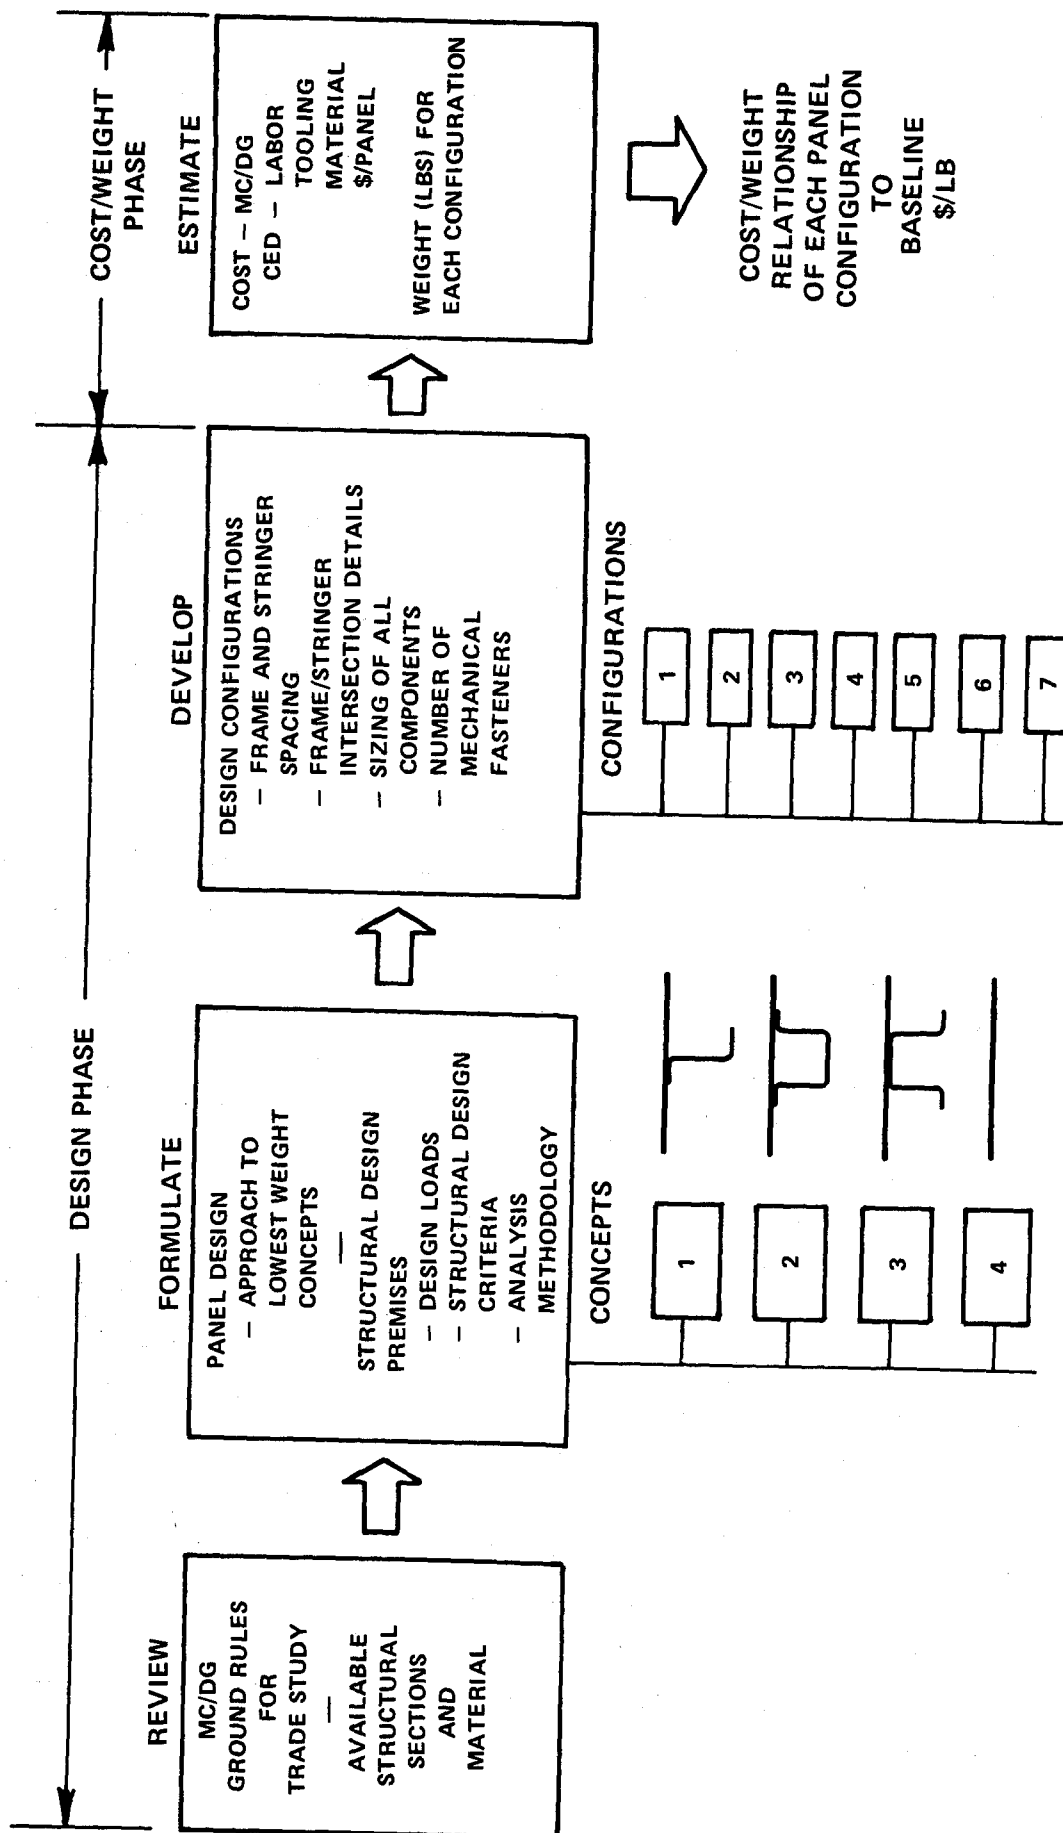 DESIGN PHASE
COST/WEIGHT
PHASE
REVIEW
MC/DG
GROUND RULES
FOR
TRADE STUDY
—
AVAILABLE
STRUCTURAL
SECTIONS
AND
MATERIAL
FORMULATE
PANEL DESIGN
– APPROACH TO
LOWEST WEIGHT
CONCEPTS
—
STRUCTURAL DESIGN
PREMISES
– DESIGN LOADS
– STRUCTURAL DESIGN
CRITERIA
– ANALYSIS
METHODOLOGY
CONCEPTS
1
2
3
4
DEVELOP
DESIGN CONFIGURATIONS
– FRAME AND STRINGER
SPACING
– FRAME/STRINGER
INTERSECTION DETAILS
– SIZING OF ALL
COMPONENTS
– NUMBER OF
MECHANICAL
FASTENERS
CONFIGURATIONS
1
2
3
4
5
6
7
ESTIMATE
COST – MC/DG
CED – LABOR
TOOLING
MATERIAL
$/PANEL
WEIGHT (LBS) FOR
EACH CONFIGURATION
COST/WEIGHT
RELATIONSHIP
OF EACH PANEL
CONFIGURATION
TO
BASELINE
$/LB